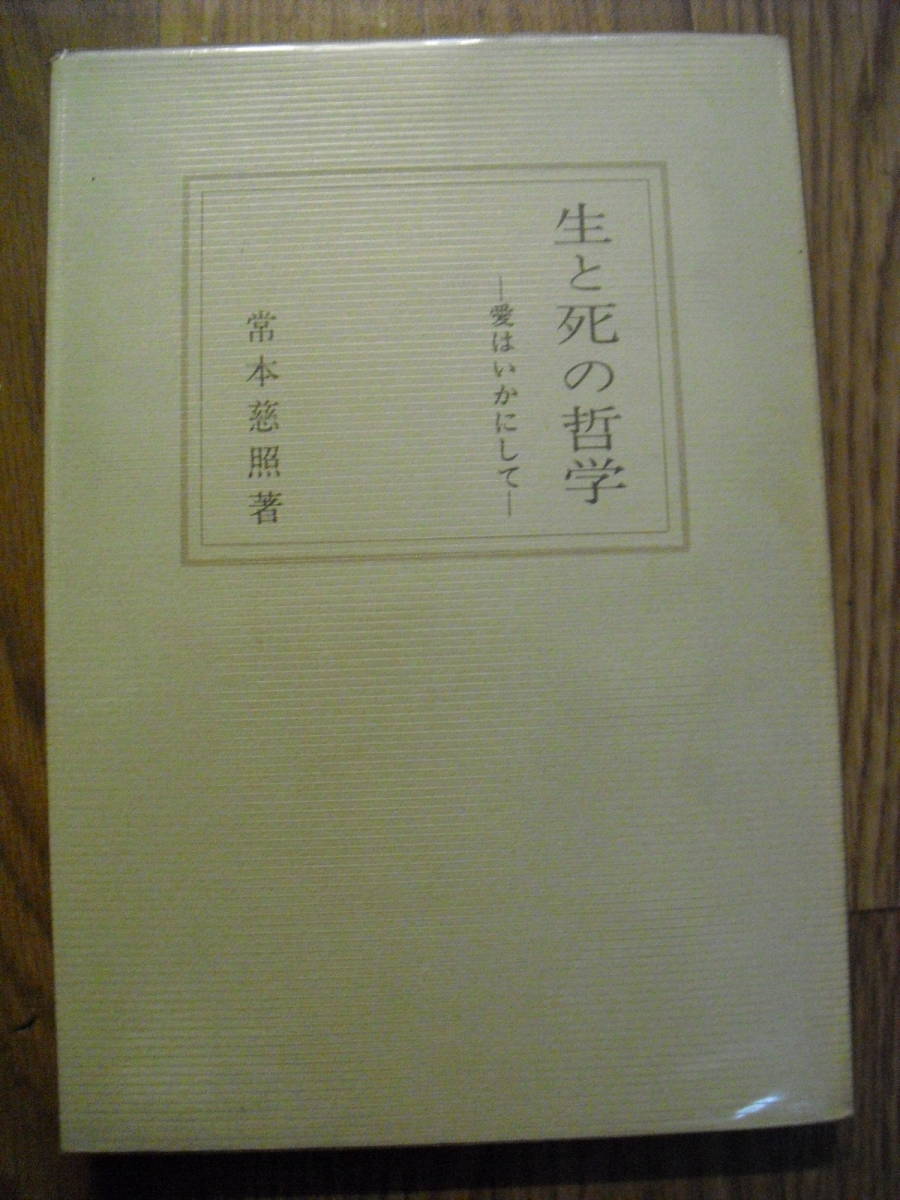 生と死の哲学
―愛はいかにして―
常本慈照著